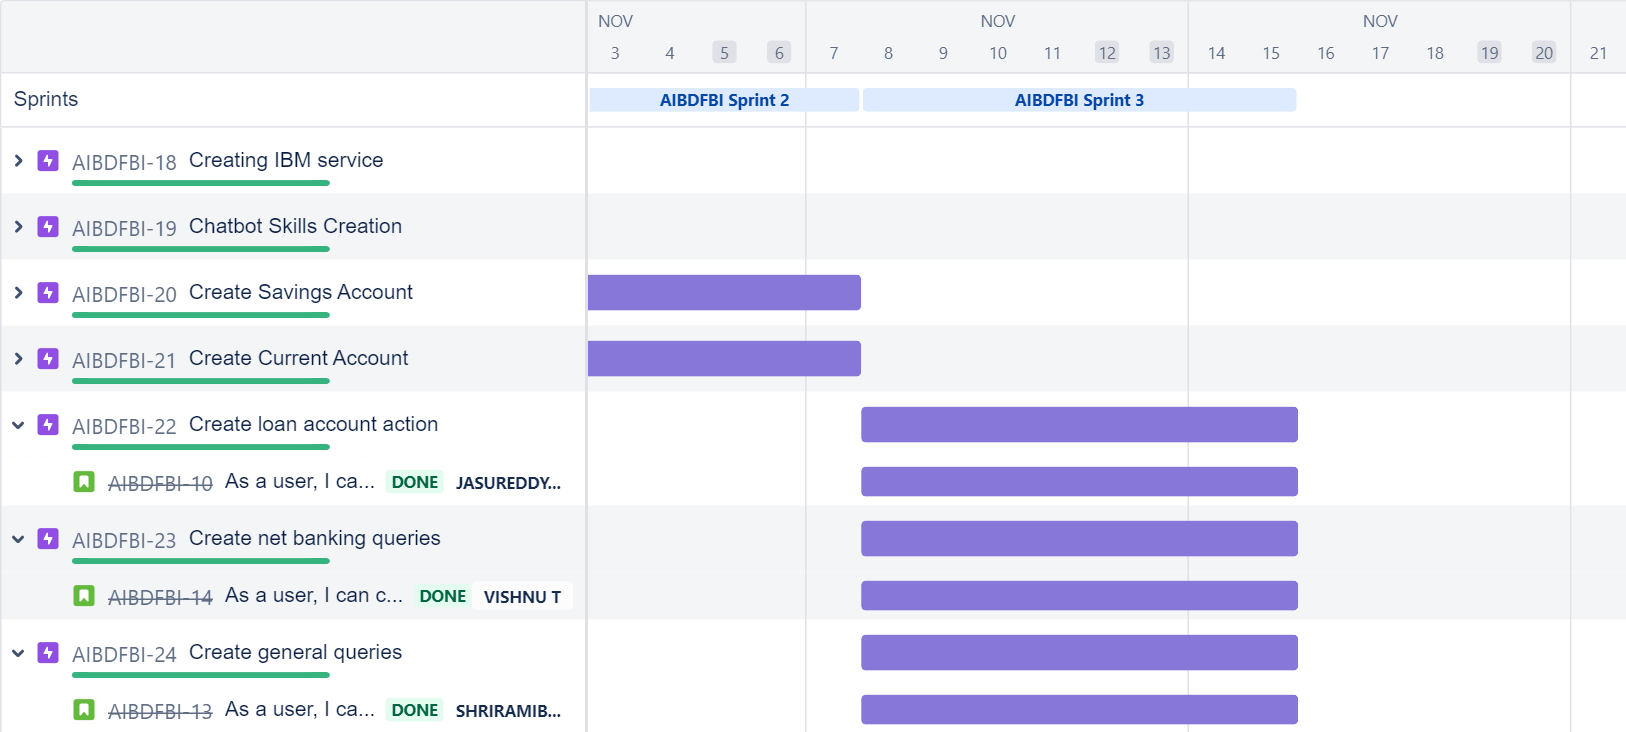 NOV NOV NOV
3 4 5 6 7 8 9 10 11 12 13 14 15 16 17 18 19 20 21
Sprints AIBDFBI Sprint 2 AIBDFBI Sprint 3
AIBDFBI-18 Creating IBM service
AIBDFBI-19 Chatbot Skills Creation
AIBDFBI-20 Create Savings Account
AIBDFBI-21 Create Current Account
AIBDFBI-22 Create loan account action
AIBDFBI-10 As a user, I ca... DONE JASUREDDY...
AIBDFBI-23 Create net banking queries
AIBDFBI-14 As a user, I can c... DONE VISHNU T
AIBDFBI-24 Create general queries
AIBDFBI-13 As a user, I ca... DONE SHRIRAMIB...